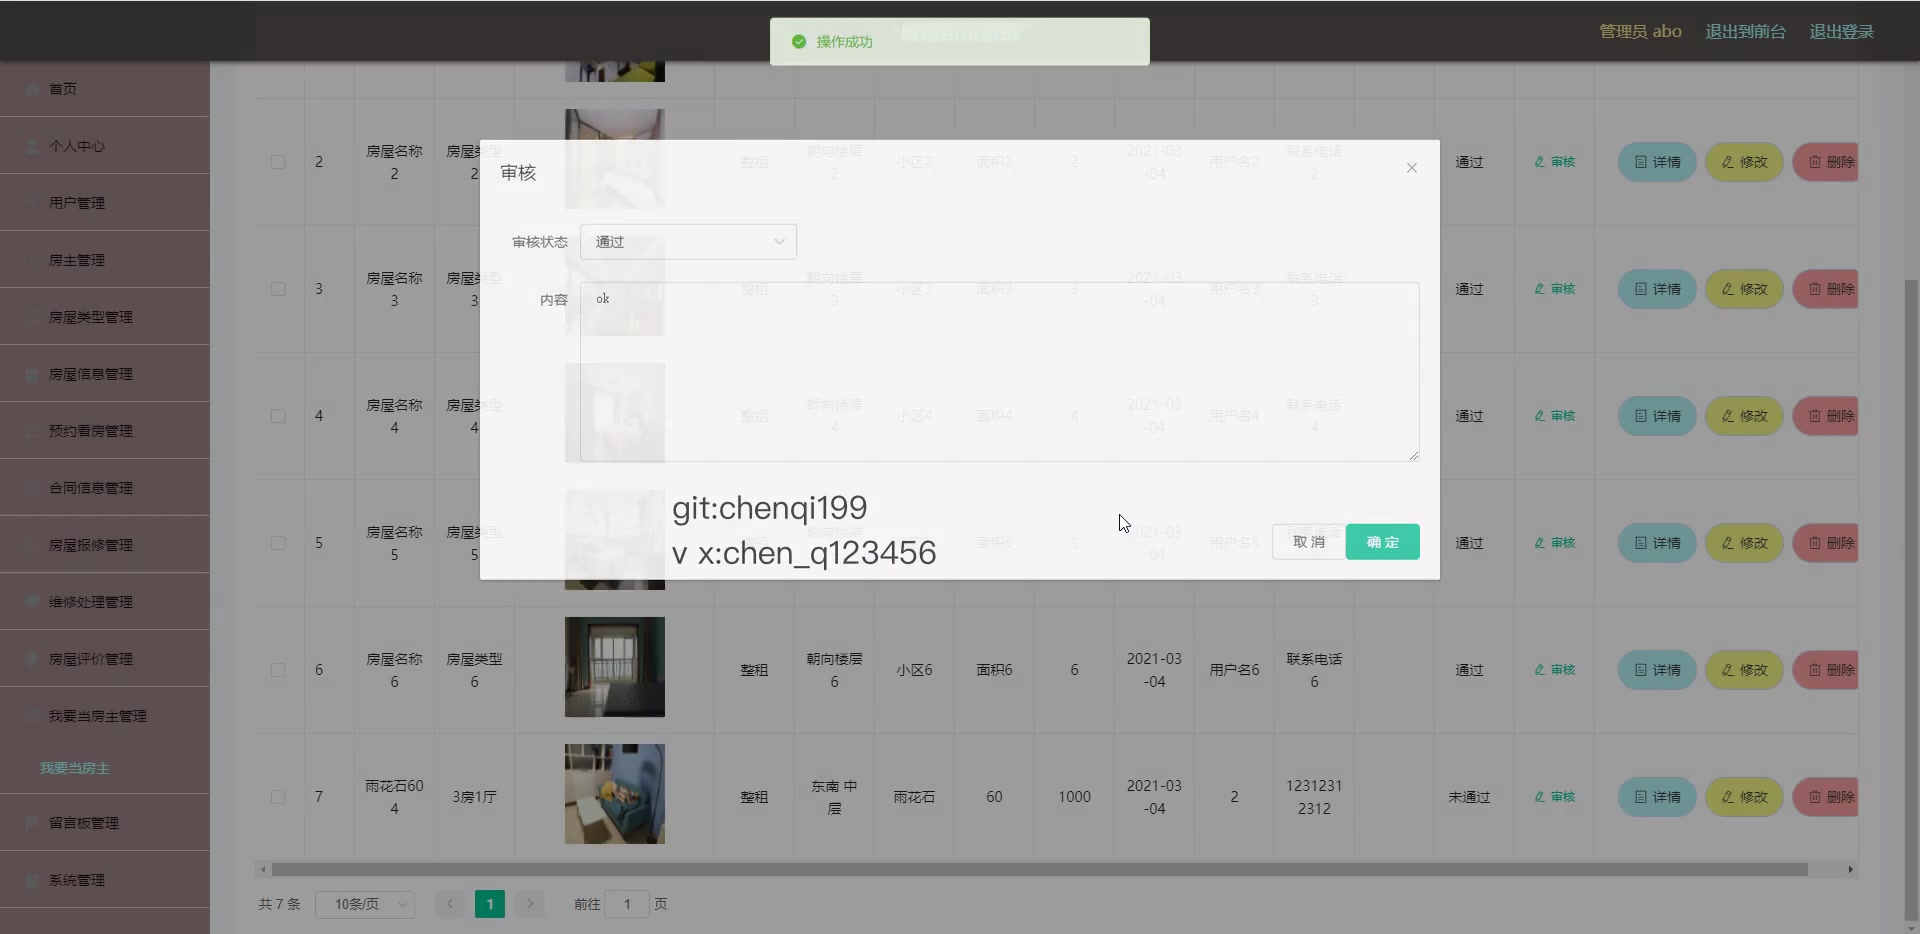 操作成功
管理员 abo
退出到前台
退出登录
首页
个人中心
用户管理
房主管理
房屋类型管理
房屋信息管理
预约看房管理
合同信息管理
房屋报修管理
维修处理管理
房屋评价管理
我要当房主管理
我要当房主
留言板管理
系统管理
审核
审核状态
通过
内容
ok
git:chenqi199
v x:chen_q123456
取消
确定
2 房屋名称2 房屋类型2 整租 朝向楼层2 小区2 面积2 2 2021-03-04 用户名2 联系电话2 通过 审核 详情 修改 删除
3 房屋名称3 房屋类型3 整租 朝向楼层3 小区3 面积3 3 2021-03-04 用户名3 联系电话3 通过 审核 详情 修改 删除
4 房屋名称4 房屋类型4 整租 朝向楼层4 小区4 面积4 4 2021-03-04 用户名4 联系电话4 通过 审核 详情 修改 删除
5 房屋名称5 房屋类型5 面积5 5 用户名5 通过 审核 详情 修改 删除
6 房屋名称6 房屋类型6 整租 朝向楼层6 小区6 面积6 6 2021-03-04 用户名6 联系电话6 通过 审核 详情 修改 删除
7 雨花石604 3房1厅 整租 东南 中层 雨花石 60 1000 2021-03-04 2 12312312312 未通过 审核 详情 修改 删除
共 7 条 10条/页 1 前往 1 页